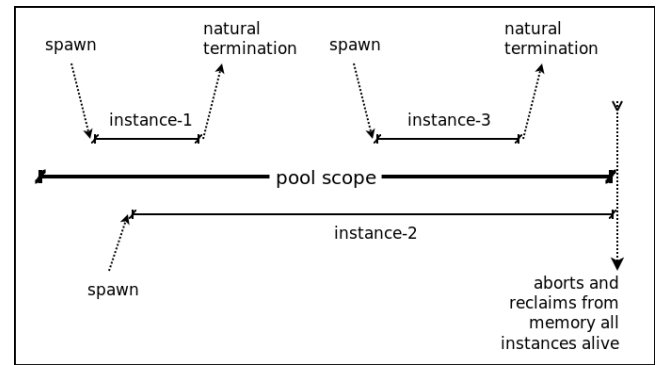 spawn
natural
termination
spawn
natural
termination
instance-1
instance-3
pool scope
instance-2
spawn
aborts and
reclaims from
memory all
instances alive